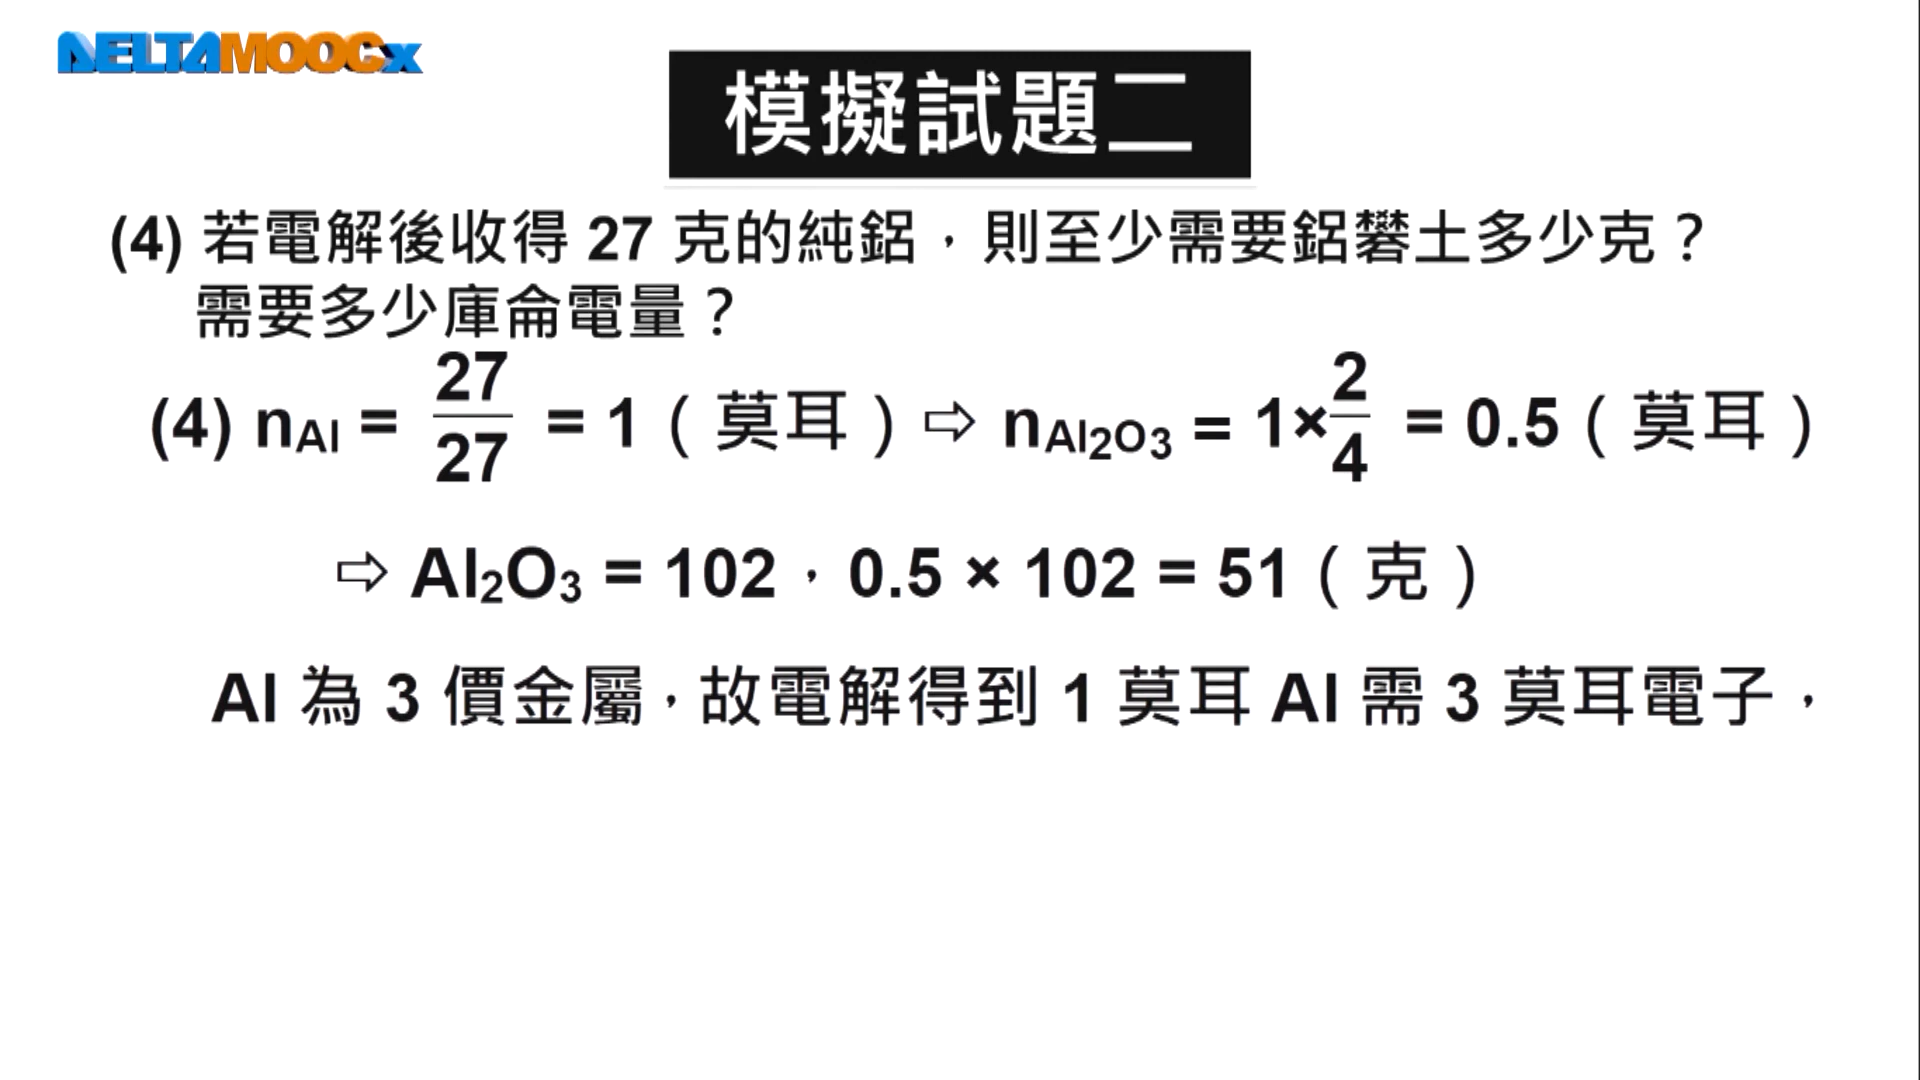 DELTAMOOCx
模擬試題二
(4) 若電解後收得 27 克的純鋁，則至少需要鋁礬土多少克？
需要多少庫侖電量？
(4) nAl = 27/27 = 1（莫耳）⇨ nAl2O3 = 1×2/4 = 0.5（莫耳）
⇨ Al2O3 = 102，0.5 × 102 = 51（克）
Al 為 3 價金屬，故電解得到 1 莫耳 Al 需 3 莫耳電子，